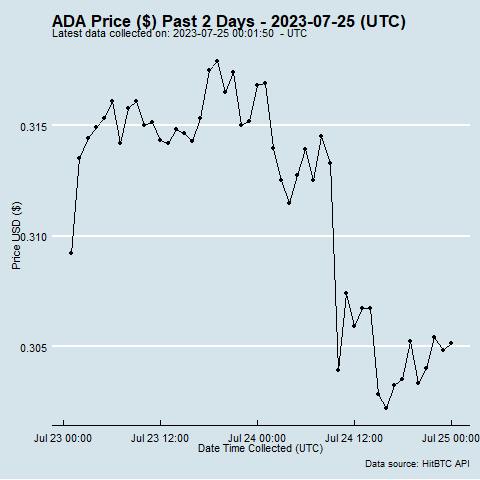 ADA Price ($) Past 2 Days - 2023-07-25 (UTC)
Latest data collected on: 2023-07-25 00:01:50  - UTC
0.315
0.310
0.305
Price USD ($)
Jul 23 00:00 Jul 23 12:00 Jul 24 00:00 Jul 24 12:00 Jul 25 00:00
Date Time Collected (UTC)
Data source: HitBTC API